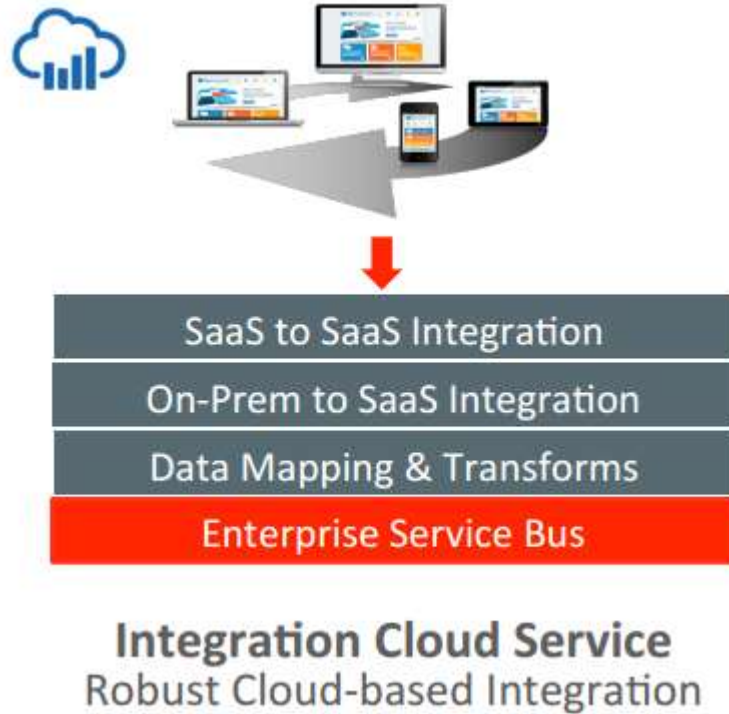 SaaS to SaaS Integration
On-Prem to SaaS Integration
Data Mapping & Transforms
Enterprise Service Bus
Integration Cloud Service
Robust Cloud-based Integration